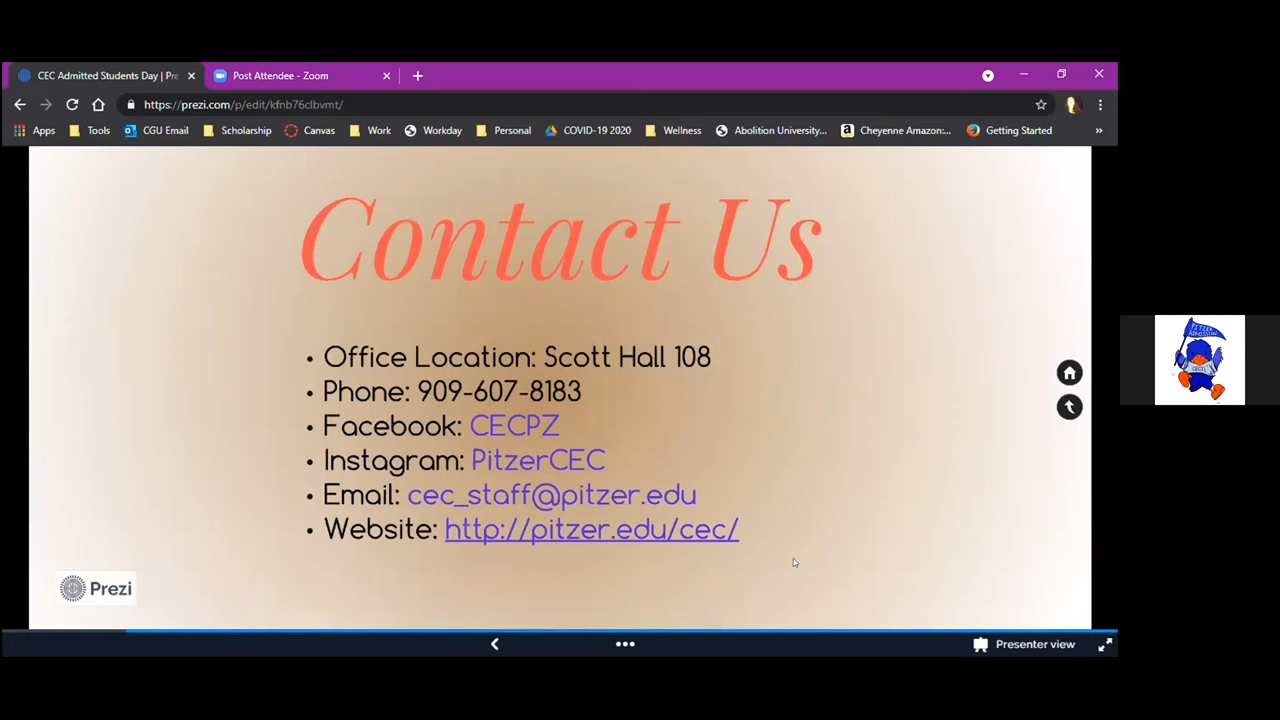 CEC Admitted Students Day | Pre
Post Attendee - Zoom
https://prezi.com/p/edit/kfnb76clbvmt/
Apps
Tools
CGU Email
Scholarship
Canvas
Work
Workday
Personal
COVID-19 2020
Wellness
Abolition University...
Cheyenne Amazon:...
Getting Started
»
Contact Us
• Office Location: Scott Hall 108
• Phone: 909-607-8183
• Facebook: CECPZ
• Instagram: PitzerCEC
• Email: cec_staff@pitzer.edu
• Website: http://pitzer.edu/cec/
Prezi
Presenter view
PITZER
ADMISSION
CECIL